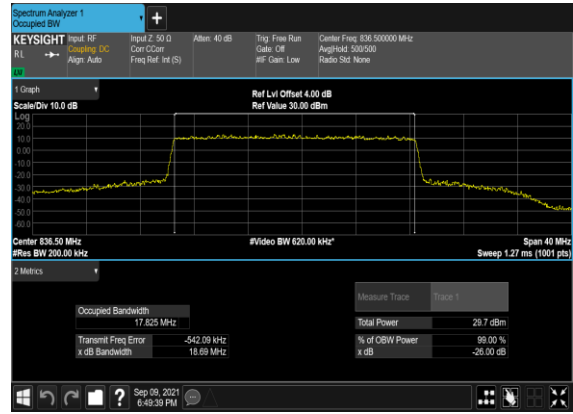 Spectrum Analyzer 1
Occupied BW
+
KEYSIGHT Input: RF Input Z: 50 Ω Atten: 40 dB Trig: Free Run Center Freq: 836.500000 MHz
RL Coupling: DC Corr CCorr Gate: Off Avg|Hold: 500/500
Align: Auto Freq Ref: Int (S) #IF Gain: Low Radio Std: None
1 Graph
Ref Lvl Offset 4.00 dB
Scale/Div 10.0 dB Ref Value 30.00 dBm
Log
20.0
10.0
0.00
-10.0
-20.0
-30.0
-40.0
-50.0
-60.0
Center 836.50 MHz #Video BW 620.00 kHz* Span 40 MHz
#Res BW 200.00 kHz Sweep 1.27 ms (1001 pts)
2 Metrics
Measure Trace Trace 1
Occupied Bandwidth
17.825 MHz Total Power 29.7 dBm
Transmit Freq Error -542.09 kHz % of OBW Power 99.00 %
x dB Bandwidth 18.69 MHz x dB -26.00 dB
?
Sep 09, 2021
6:49:39 PM